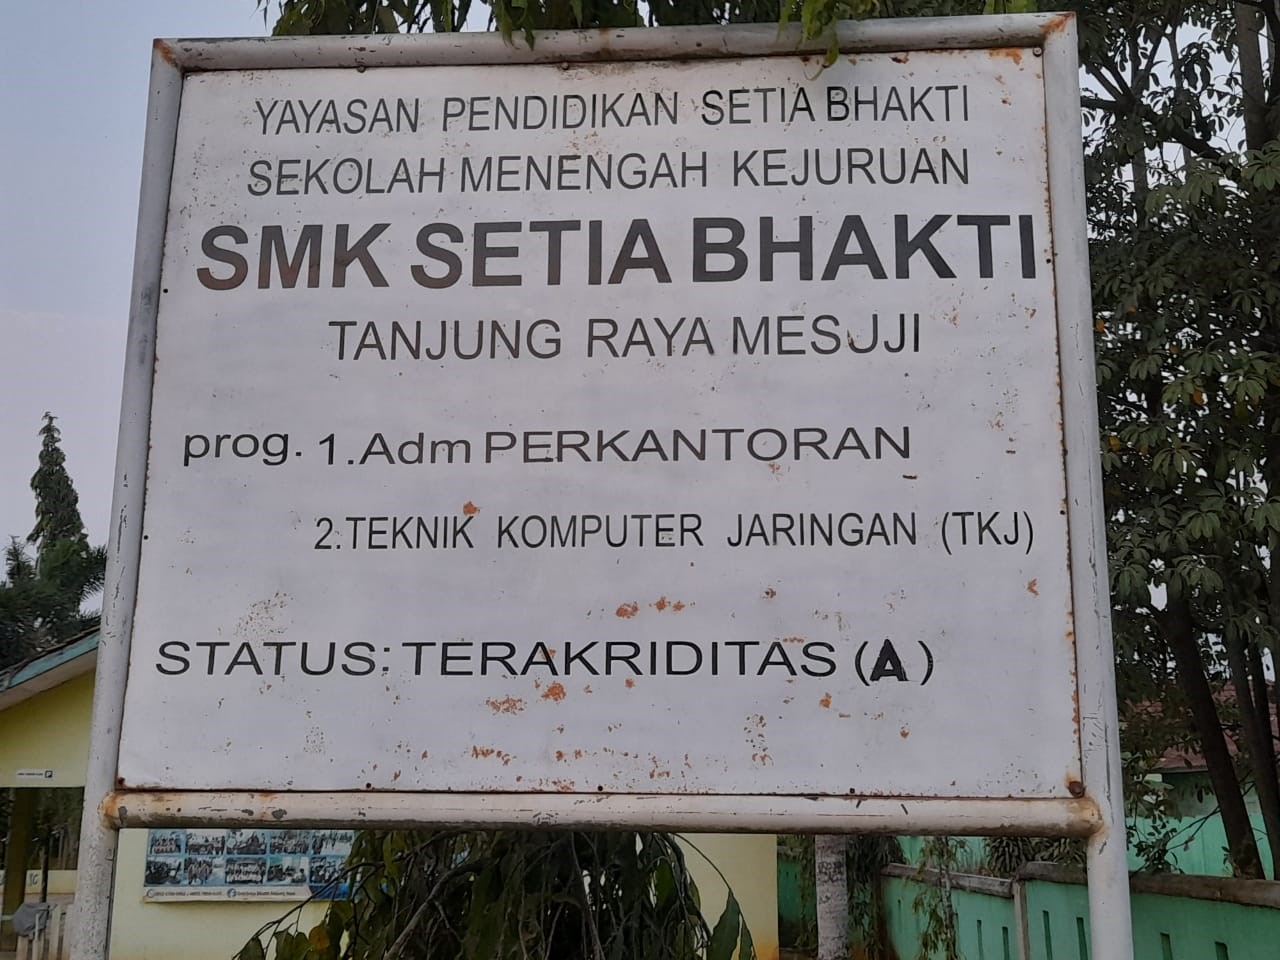 YAYASAN PENDIDIKAN SETIA BHAKTI
SEKOLAH MENENGAH KEJURUAN
SMK SETIA BHAKTI
TANJUNG RAYA MESUJI
prog. 1.Adm PERKANTORAN
2.TEKNIK KOMPUTER JARINGAN (TKJ)
STATUS: TERAKRIDITAS (A)
P